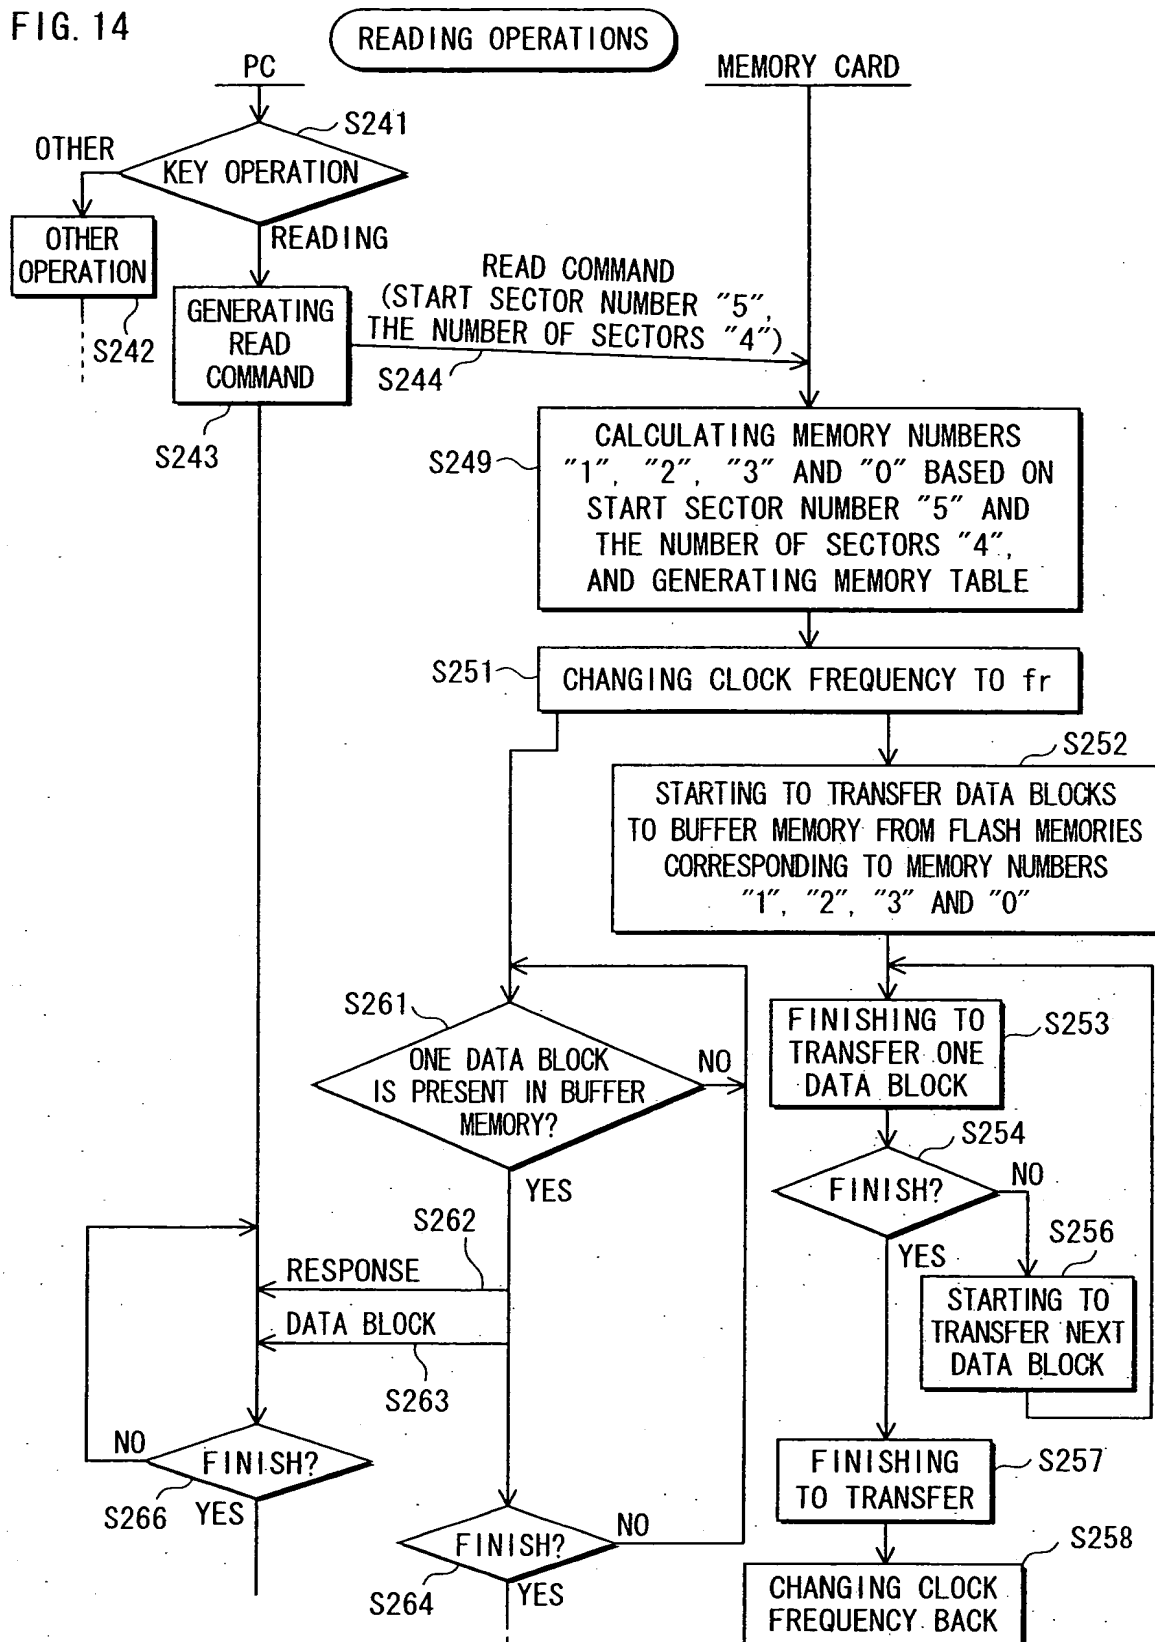 FIG. 14
READING OPERATIONS
PC
MEMORY CARD
S241
OTHER
KEY OPERATION
OTHER
OPERATION
S242
READING
GENERATING
READ
COMMAND
S243
READ COMMAND
(START SECTOR NUMBER "5",
THE NUMBER OF SECTORS "4")
S244
S249
CALCULATING MEMORY NUMBERS
"1", "2", "3" AND "0" BASED ON
START SECTOR NUMBER "5" AND
THE NUMBER OF SECTORS "4",
AND GENERATING MEMORY TABLE
S251
CHANGING CLOCK FREQUENCY TO fr
S252
STARTING TO TRANSFER DATA BLOCKS
TO BUFFER MEMORY FROM FLASH MEMORIES
CORRESPONDING TO MEMORY NUMBERS
"1", "2", "3" AND "0"
S261
ONE DATA BLOCK
IS PRESENT IN BUFFER
MEMORY?
NO
YES
S253
FINISHING TO
TRANSFER ONE
DATA BLOCK
S254
FINISH?
NO
YES
S256
STARTING TO
TRANSFER NEXT
DATA BLOCK
S262
RESPONSE
DATA BLOCK
S263
NO
FINISH?
S266
YES
FINISH?
NO
S264
YES
S257
FINISHING
TO TRANSFER
S258
CHANGING CLOCK
FREQUENCY BACK